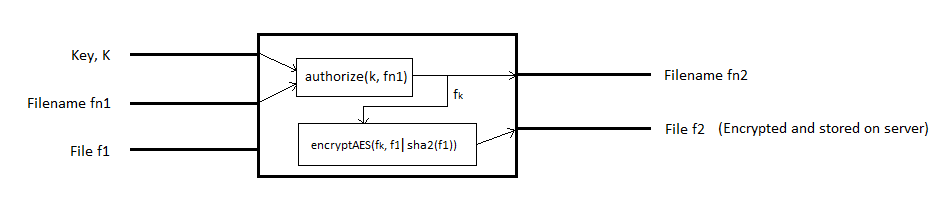 Key, K
authorize(k, fn1)
Filename fn2
Filename fn1
fk
File f1
encryptAES(fk, f1| sha2(f1))
File f2 (Encrypted and stored on server)